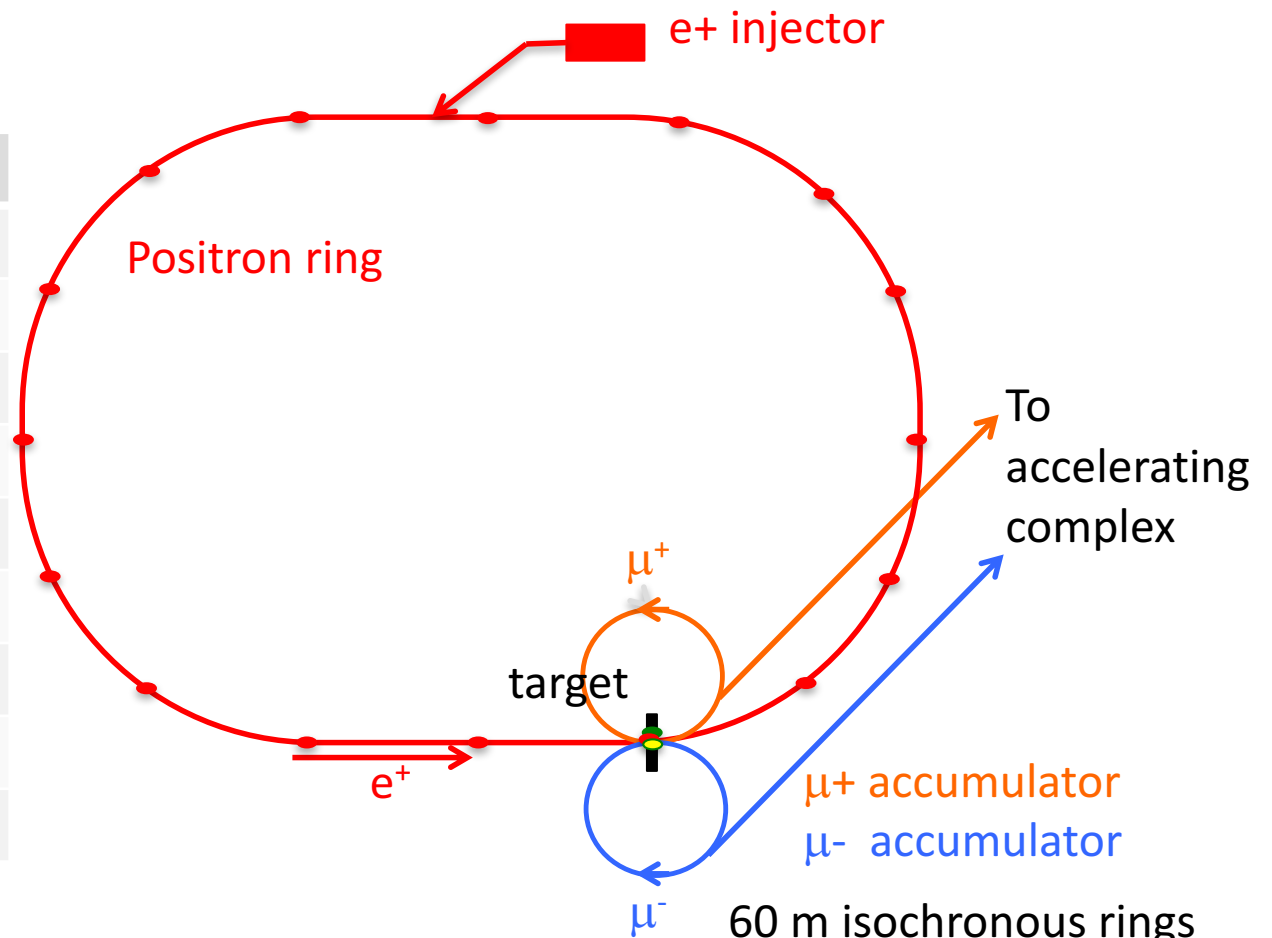 e+ injector
Positron ring
To
accelerating
complex
μ⁺
target
e⁺
μ+ accumulator
μ- accumulator
μ⁻
60 m isochronous rings